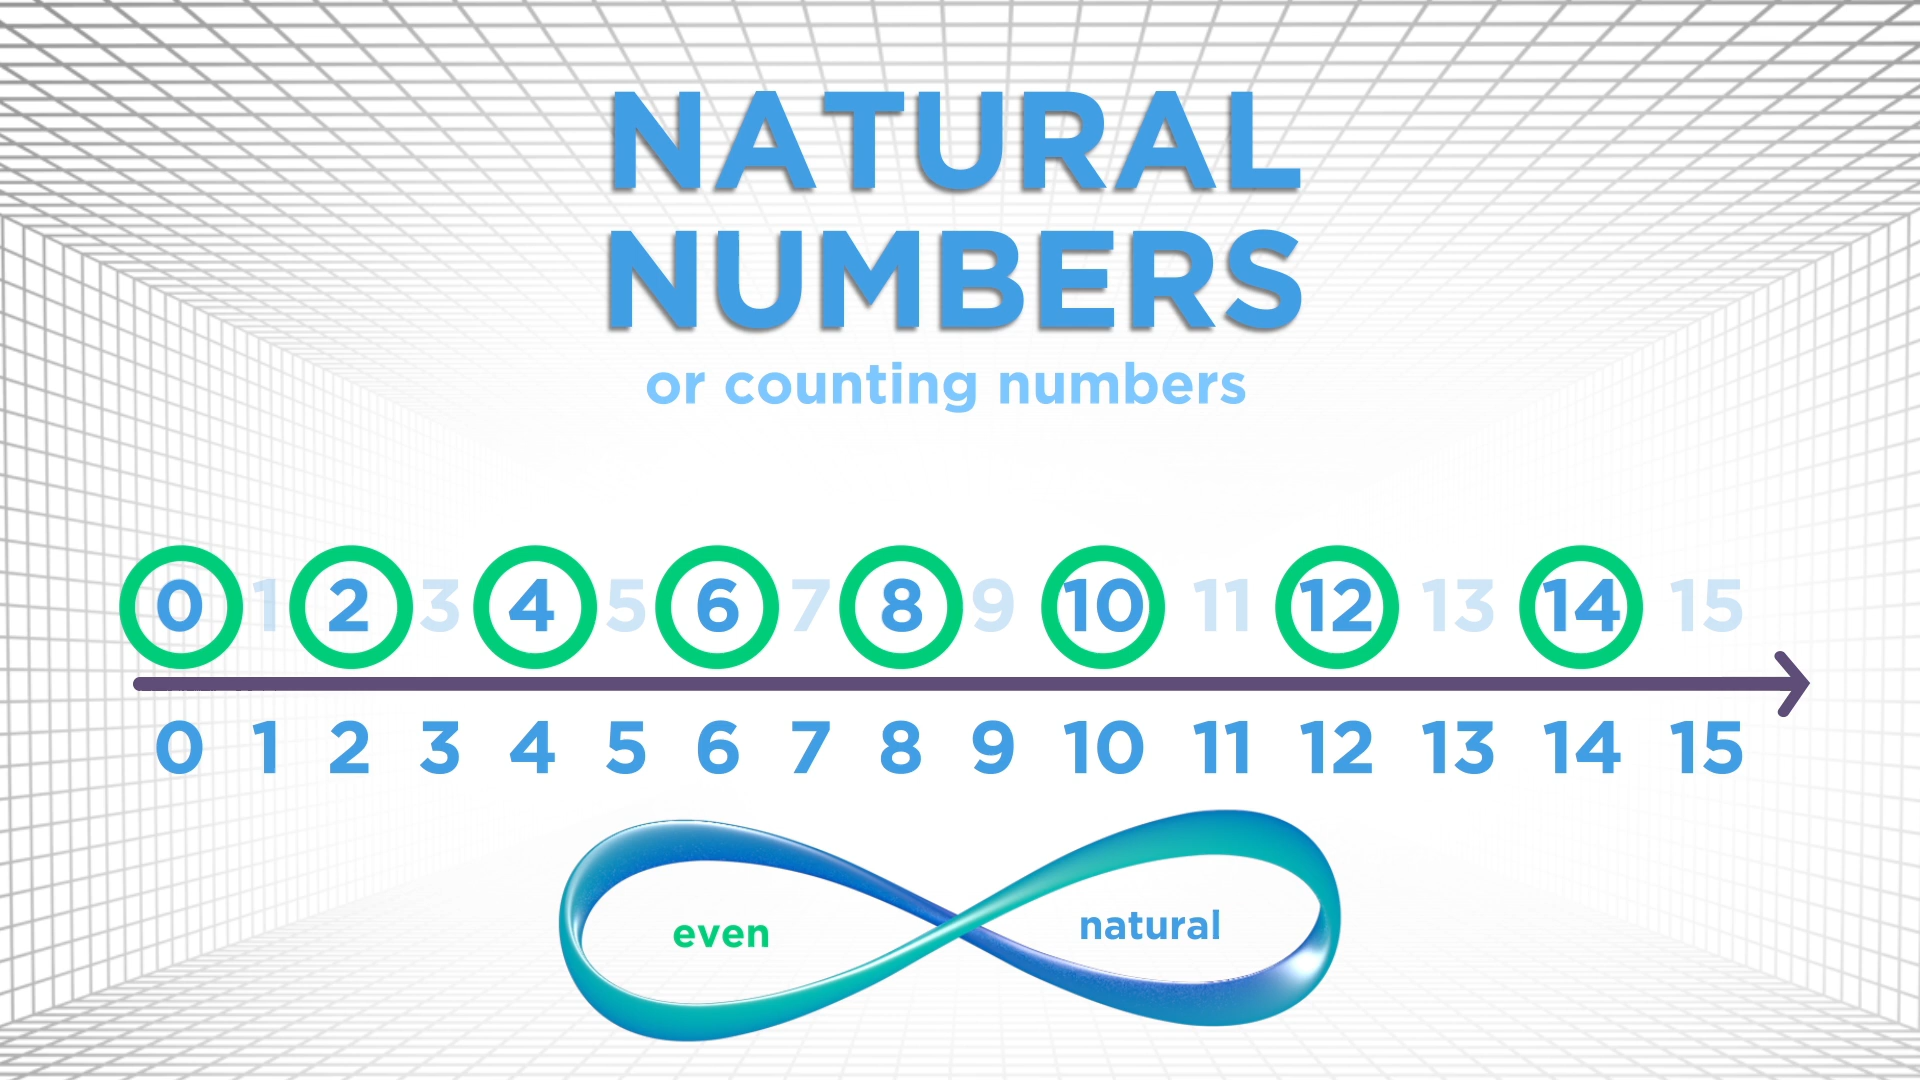 NATURAL
NUMBERS
or counting numbers
0 1 2 3 4 5 6 7 8 9 10 11 12 13 14 15
0 1 2 3 4 5 6 7 8 9 10 11 12 13 14 15
even natural